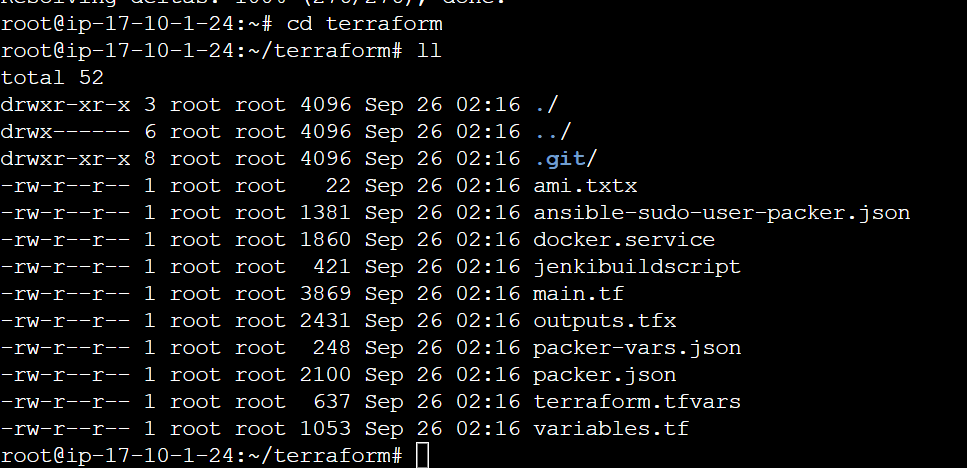 Resolving deltas: 100% (276/276), done.
root@ip-17-10-1-24:~# cd terraform
root@ip-17-10-1-24:~/terraform# ll
total 52
drwxr-xr-x 3 root root 4096 Sep 26 02:16 ./
drwx------ 6 root root 4096 Sep 26 02:16 ../
drwxr-xr-x 8 root root 4096 Sep 26 02:16 .git/
-rw-r--r-- 1 root root   22 Sep 26 02:16 ami.txtx
-rw-r--r-- 1 root root 1381 Sep 26 02:16 ansible-sudo-user-packer.json
-rw-r--r-- 1 root root 1860 Sep 26 02:16 docker.service
-rw-r--r-- 1 root root  421 Sep 26 02:16 jenkibuildscript
-rw-r--r-- 1 root root 3869 Sep 26 02:16 main.tf
-rw-r--r-- 1 root root 2431 Sep 26 02:16 outputs.tfx
-rw-r--r-- 1 root root  248 Sep 26 02:16 packer-vars.json
-rw-r--r-- 1 root root 2100 Sep 26 02:16 packer.json
-rw-r--r-- 1 root root  637 Sep 26 02:16 terraform.tfvars
-rw-r--r-- 1 root root 1053 Sep 26 02:16 variables.tf
root@ip-17-10-1-24:~/terraform#